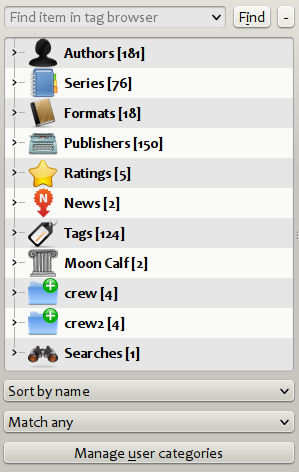 Find item in tag browser
Find
-
Authors [181]
Series [76]
Formats [18]
Publishers [150]
Ratings [5]
News [2]
N
Tags [124]
Moon Calf [2]
crew [4]
crew2 [4]
Searches [1]
Sort by name
Match any
Manage user categories